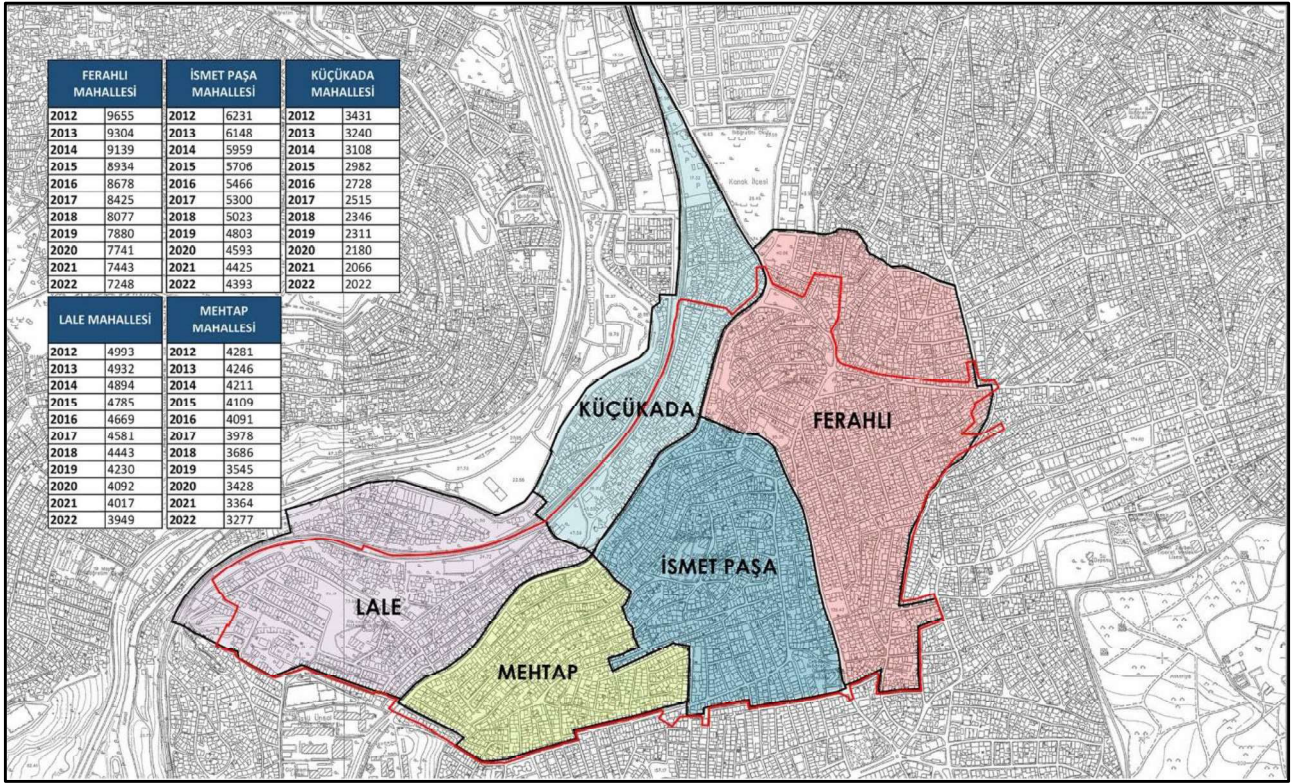 FERAHLI
MAHALLESİ
İSMET PAŞA
MAHALLESİ
KÜÇÜKADA
MAHALLESİ
2012 9655 2012 6231 2012 3431
2013 9304 2013 6148 2013 3240
2014 9139 2014 5959 2014 3108
2015 8934 2015 5706 2015 2982
2016 8678 2016 5466 2016 2728
2017 8425 2017 5300 2017 2515
2018 8077 2018 5023 2018 2346
2019 7880 2019 4803 2019 2311
2020 7741 2020 4593 2020 2180
2021 7443 2021 4425 2021 2066
2022 7248 2022 4393 2022 2022
LALE MAHALLESİ
MEHTAP
MAHALLESİ
2012 4993 2012 4281
2013 4932 2013 4246
2014 4894 2014 4211
2015 4785 2015 4109
2016 4669 2016 4091
2017 4581 2017 3978
2018 4443 2018 3686
2019 4230 2019 3545
2020 4092 2020 3428
2021 4017 2021 3364
2022 3949 2022 3277
Konak İlçesi
KÜÇÜKADA
FERAHLI
İSMET PAŞA
LALE
MEHTAP